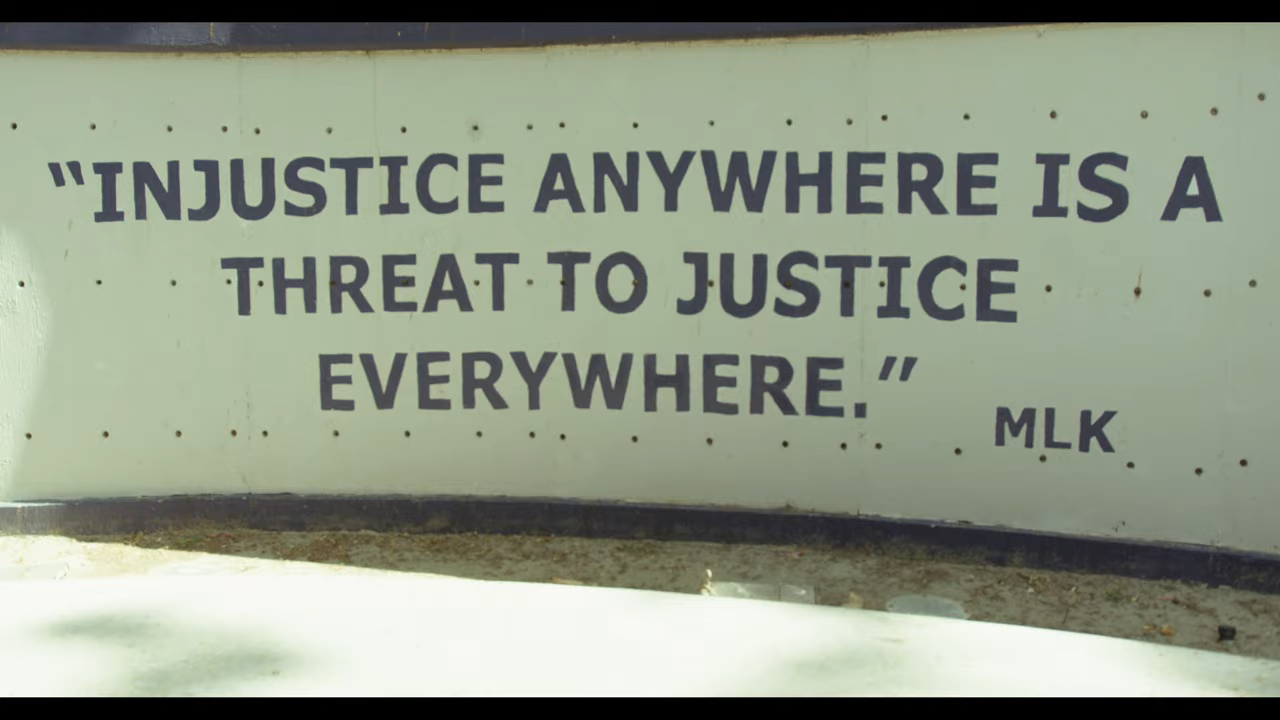 “INJUSTICE ANYWHERE IS A
THREAT TO JUSTICE
EVERYWHERE.”
MLK